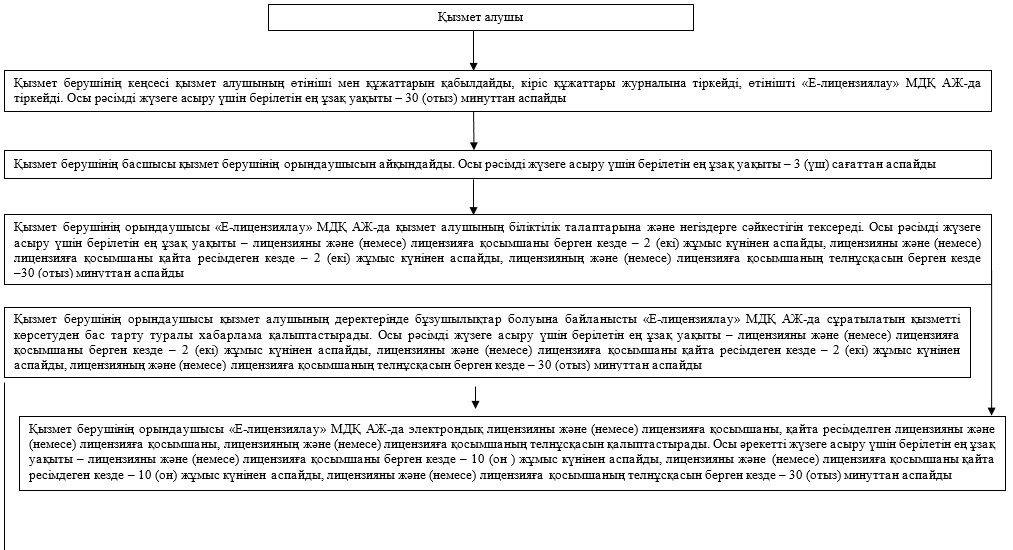 Қызмет алушы
Қызмет берушінің кеңсесі қызмет алушының өтініші мен құжаттарын қабылдайды, кіріс құжаттары журналына тіркейді, өтінішті «Е-лицензиялау» МДҚ АЖ-да
тіркейді. Осы рәсімді жүзеге асыру үшін берілетін ең ұзақ уақыты – 30 (отыз) минуттан аспайды
Қызмет берушінің басшысы қызмет берушінің орындаушысын айқындайды. Осы рәсімді жүзеге асыру үшін берілетін ең ұзақ уақыты – 3 (үш) сағаттан аспайды
Қызмет берушінің орындаушысы «Е-лицензиялау» МДҚ АЖ-да қызмет алушының біліктілік талаптарына және негіздерге сәйкестігін тексереді. Осы рәсімді жүзеге
асыру үшін берілетін ең ұзақ уақыты – лицензияны және (немесе) лицензияға қосымшаны берген кезде – 2 (екі) жұмыс күнінен аспайды, лицензияны және (немесе)
лицензияға қосымшаны қайта ресімдеген кезде – 2 (екі) жұмыс күнінен аспайды, лицензияның және (немесе) лицензияға қосымшаның телнұсқасын берген кезде
–30 (отыз) минуттан аспайды
Қызмет берушінің орындаушысы қызмет алушының деректерінде бұзушылықтар болуына байланысты «Е-лицензиялау» МДҚ АЖ-да сұратылатын қызметті
көрсетуден бас тарту туралы хабарлама қалыптастырады. Осы рәсімді жүзеге асыру үшін берілетін ең ұзақ уақыты – лицензияны және (немесе) лицензияға
қосымшаны берген кезде – 2 (екі) жұмыс күнінен аспайды, лицензияны және (немесе) лицензияға қосымшаны қайта ресімдеген кезде – 2 (екі) жұмыс күнінен
аспайды, лицензияның және (немесе) лицензияға қосымшаның телнұсқасын берген кезде – 30 (отыз) минуттан аспайды
Қызмет берушінің орындаушысы «Е-лицензиялау» МДҚ АЖ-да электрондық лицензияны және (немесе) лицензияға қосымшаны, қайта ресімделген лицензияны және
(немесе) лицензияға қосымшаны, лицензияның және (немесе) лицензияға қосымшаның телнұсқасын қалыптастырады. Осы әрекетті жүзеге асыру үшін берілетін ең ұзақ
уақыты – лицензияны және (немесе) лицензияға қосымшаны берген кезде – 10 (он ) жұмыс күнінен аспайды, лицензияны және (немесе) лицензияға қосымшаны қайта
ресімдеген кезде – 10 (он) жұмыс күнінен аспайды, лицензияны және (немесе) лицензияға қосымшаның телнұсқасын берген кезде – 30 (отыз) минуттан аспайды